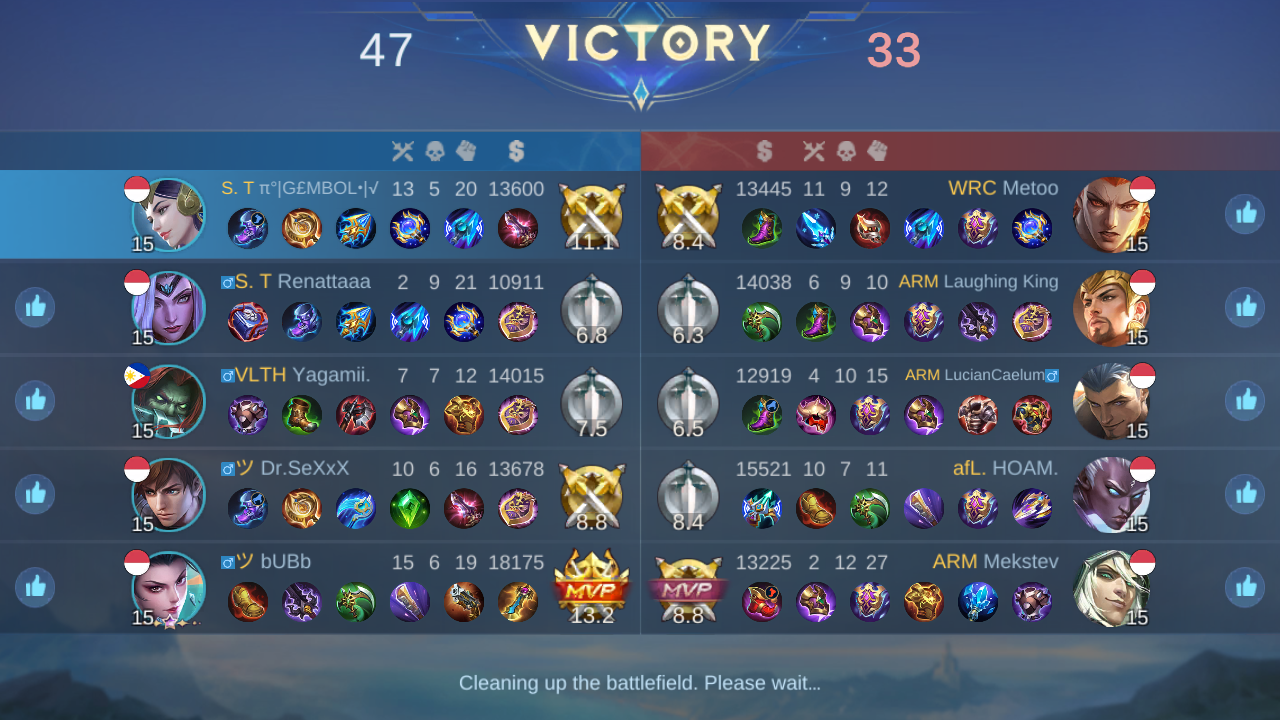 47 VICTORY 33
S. T π°|G£MBOL•|√ 13 5 20 13600 11.1 8.4 13445 11 9 12 WRC Metoo
15 15
♂S. T Renattaaa 2 9 21 10911 6.8 6.3 14038 6 9 10 ARM Laughing King
15 15
♂VLTH Yagamii. 7 7 12 14015 7.5 6.5 12919 4 10 15 ARM LucianCaelum♂
15 15
♂ツ Dr.SeXxX 10 6 16 13678 8.8 8.4 15521 10 7 11 afL. HOAM.
15 15
♂ツ bUBb 15 6 19 18175 MVP 13.2 MVP 8.8 13225 2 12 27 ARM Mekstev
15 15
Cleaning up the battlefield. Please wait...